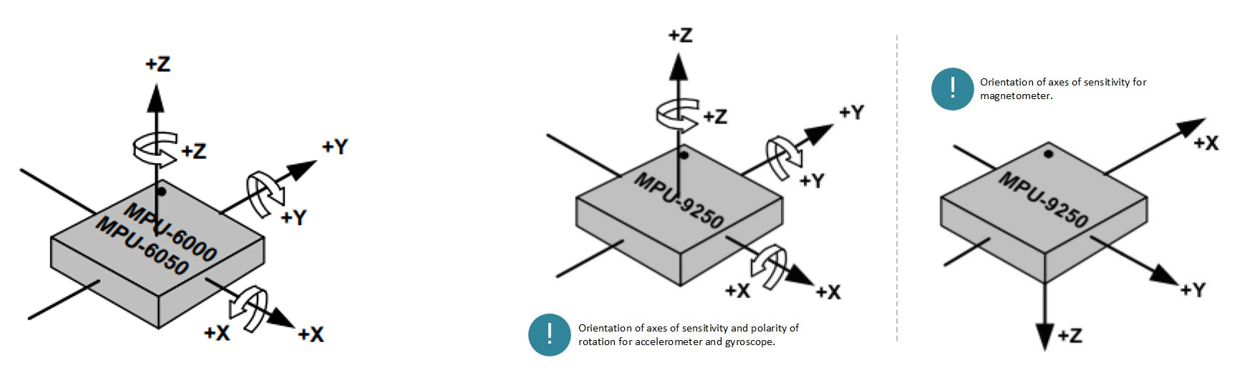 +Z
+Z
+Y
+Y
MPU-6000
MPU-6050
+X
+X
+Z
+Z
+Y
+Y
MPU-9250
+X
+X
!
Orientation of axes of sensitivity and polarity of
rotation for accelerometer and gyroscope.
!
Orientation of axes of sensitivity for
magnetometer.
+X
MPU-9250
+Y
+Z